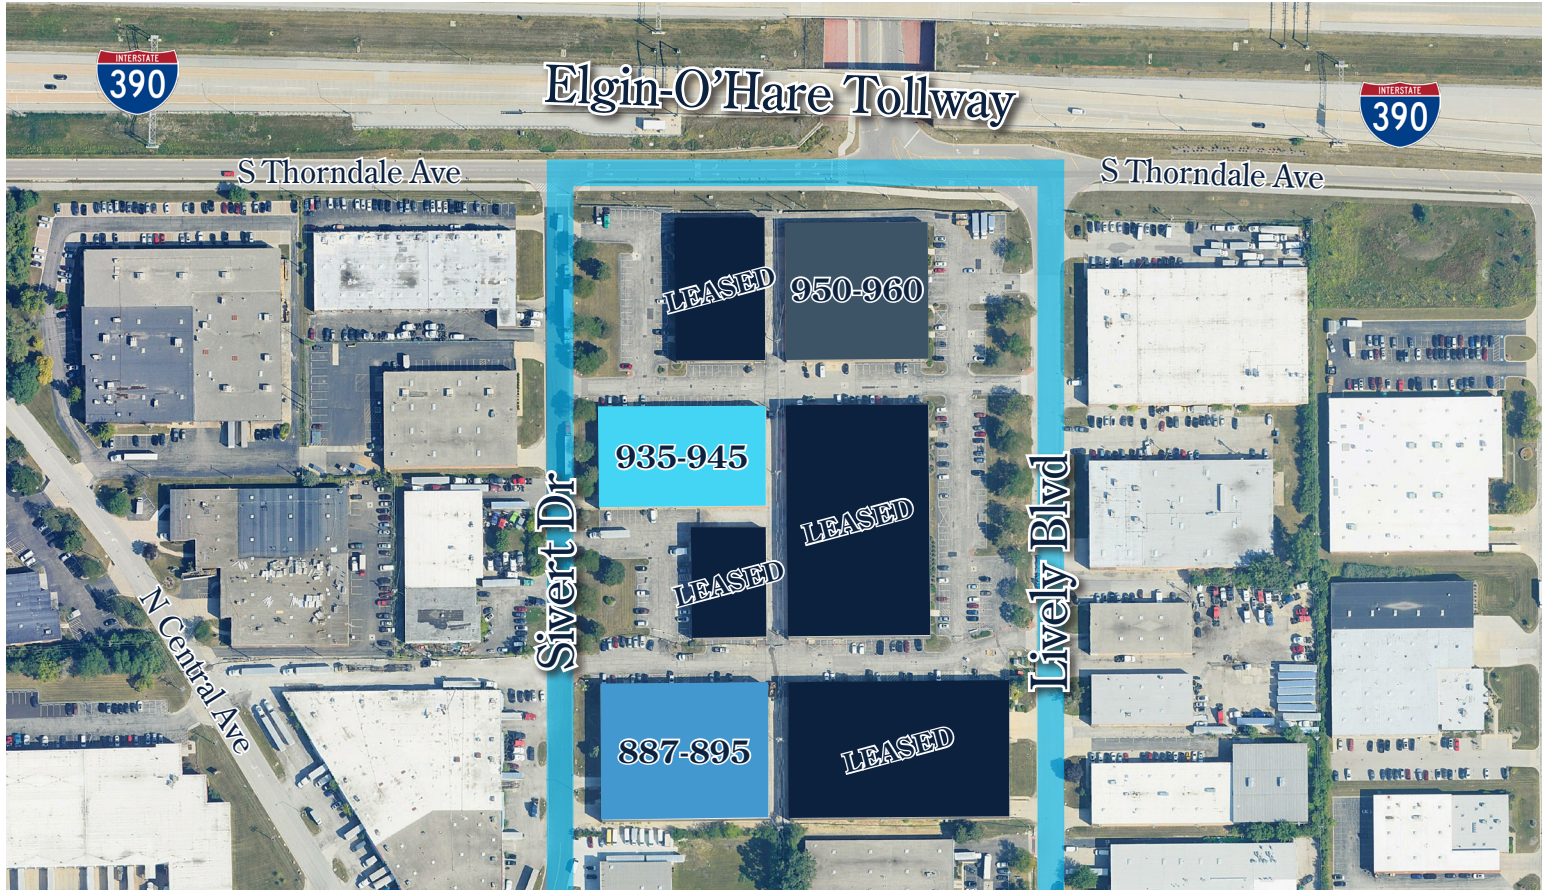 INTERSTATE
390
Elgin-O'Hare Tollway
INTERSTATE
390
S Thorndale Ave
S Thorndale Ave
LEASED
950-960
935-945
LEASED
LEASED
Sivert Dr
Lively Blvd
N Central Ave
887-895
LEASED